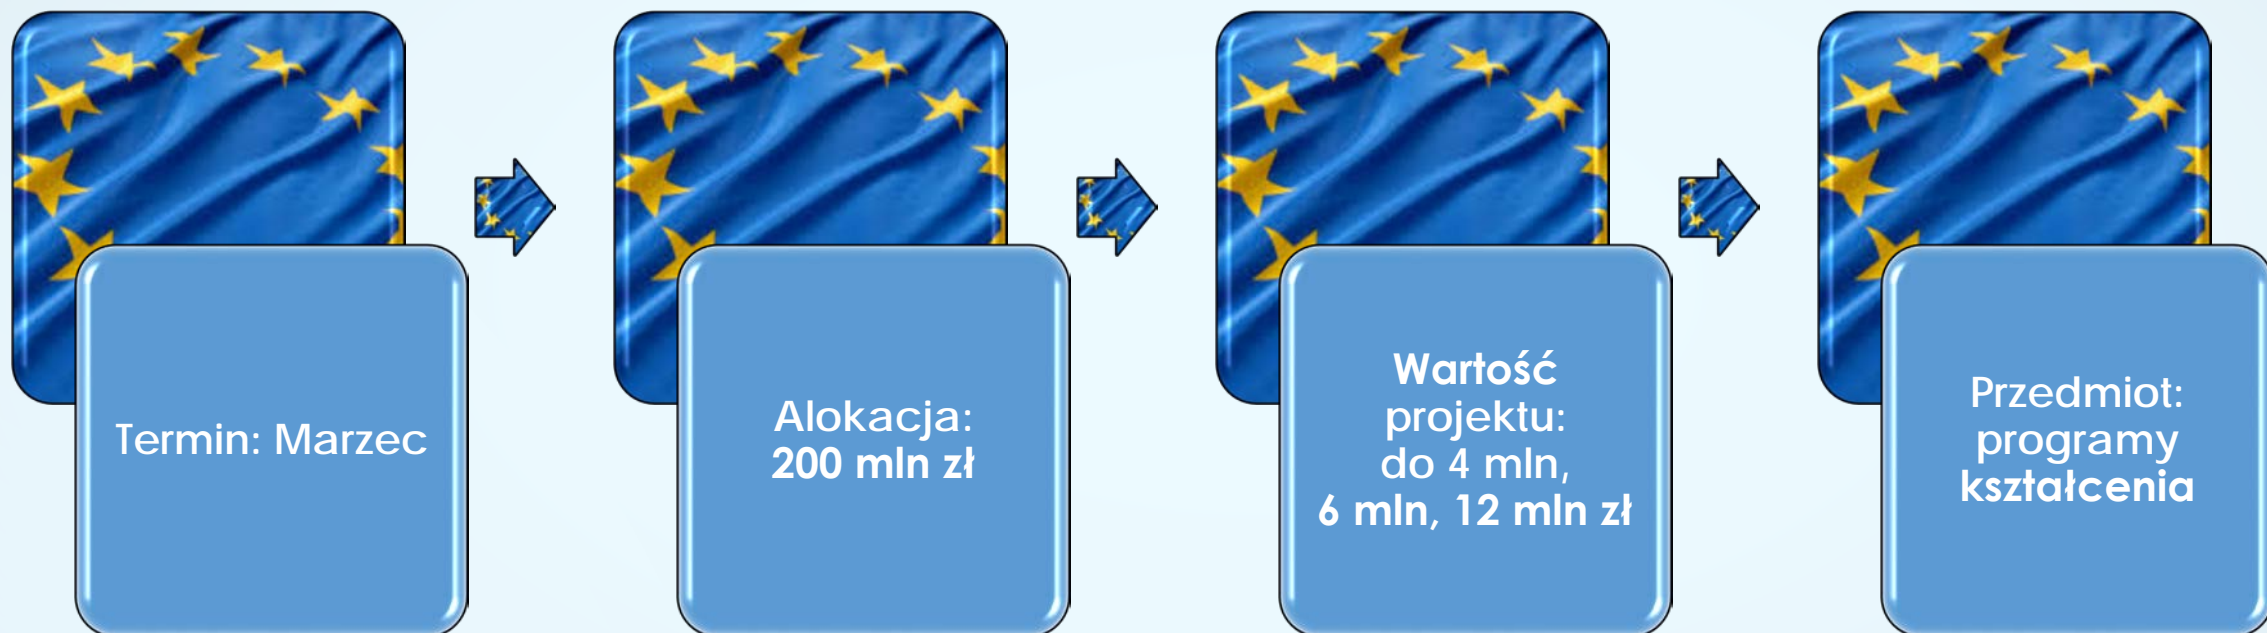 Termin: Marzec
Alokacja:
200 mln zł
Wartość
projektu:
do 4 mln,
6 mln, 12 mln zł
Przedmiot:
programy
kształcenia